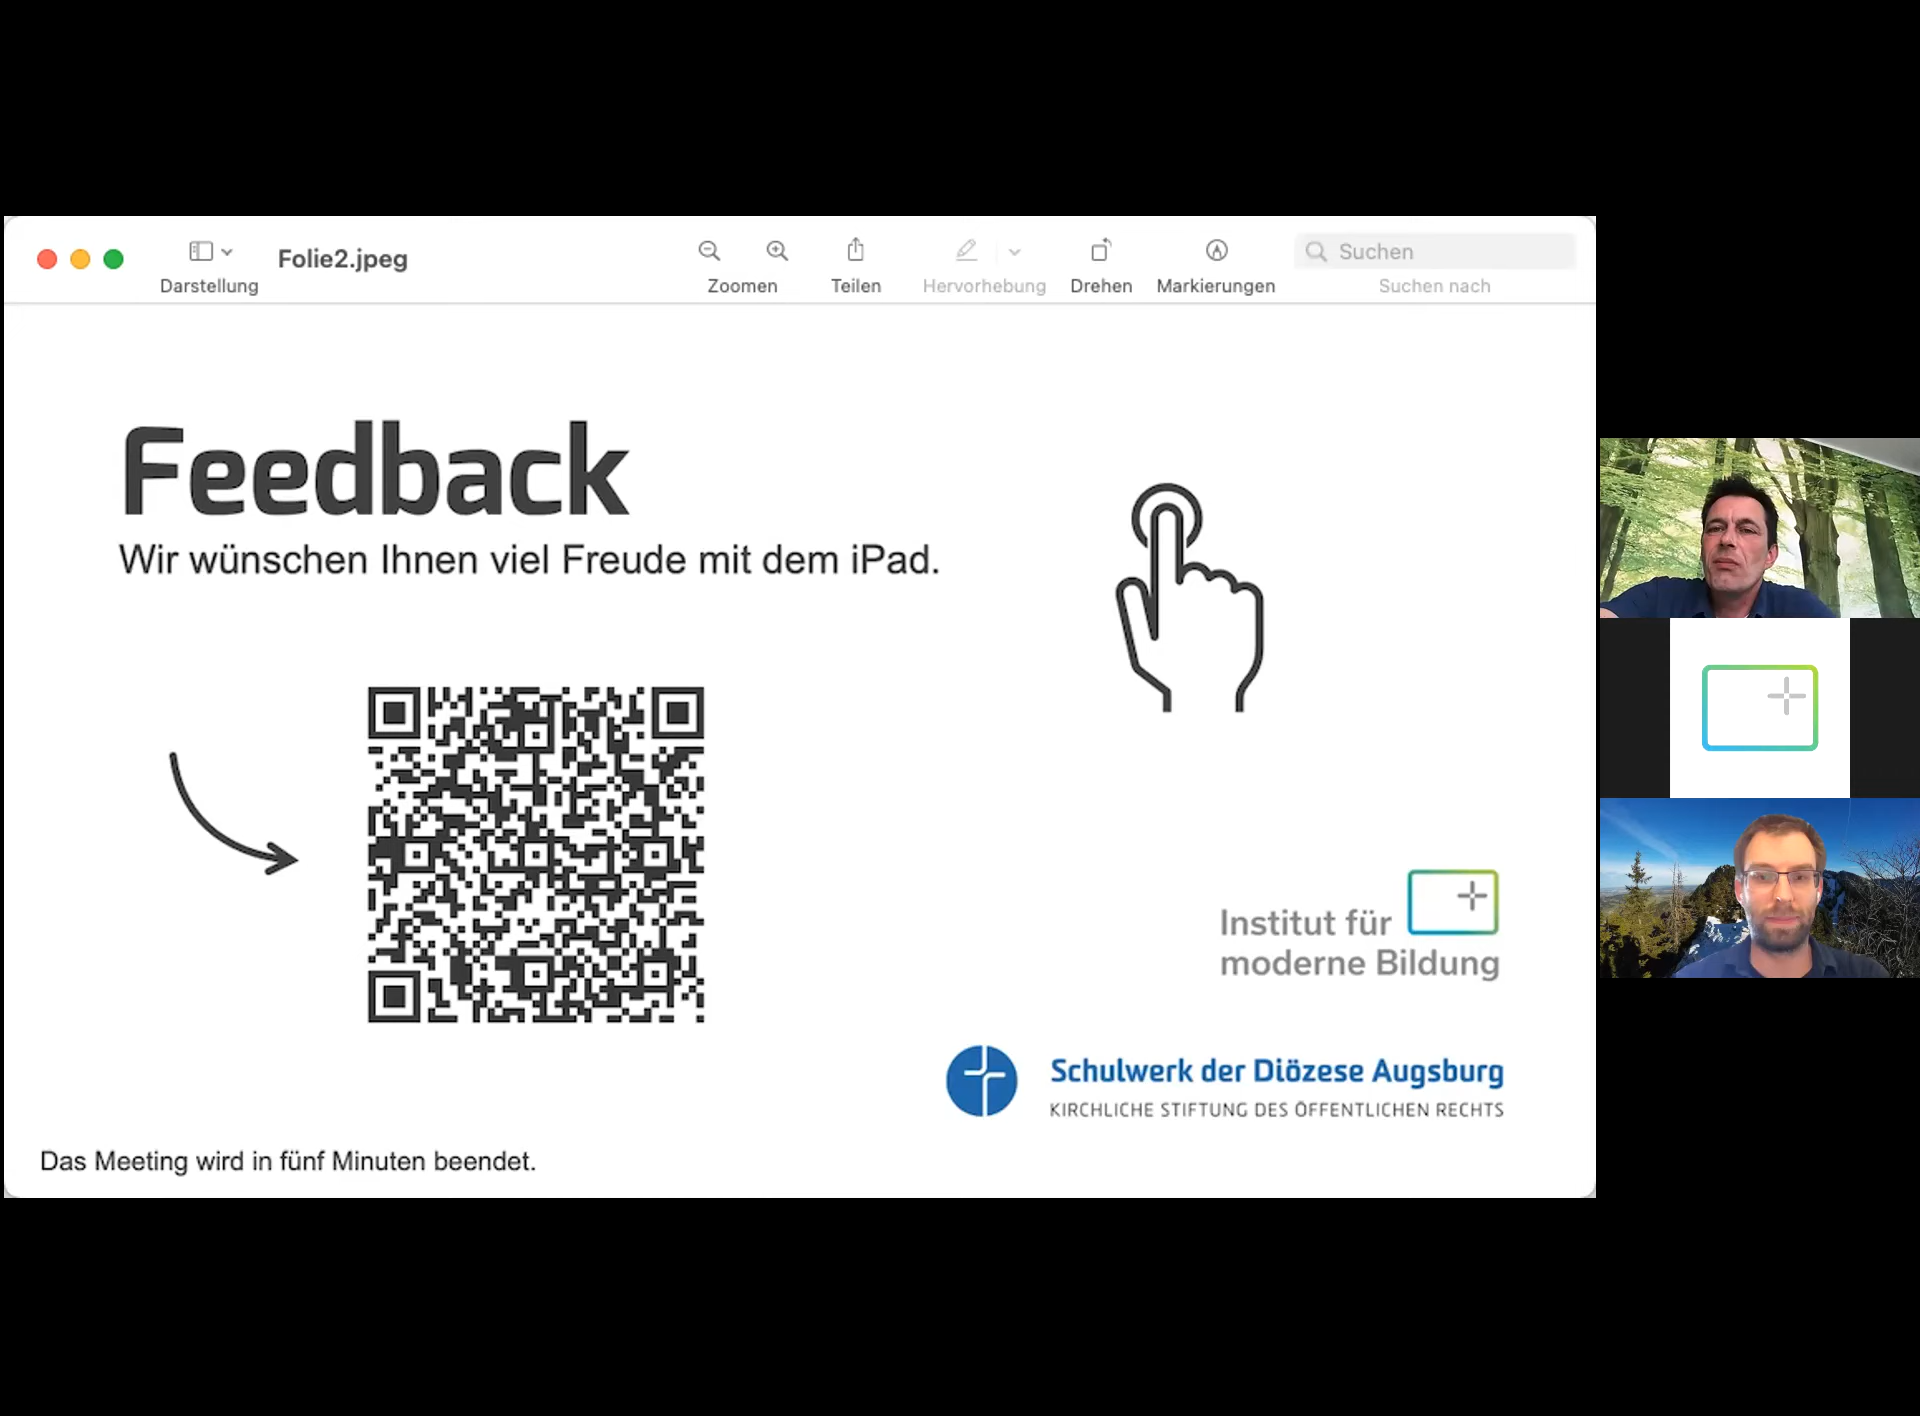 Folie2.jpeg
Darstellung
Zoomen
Teilen
Hervorhebung
Drehen
Markierungen
Suchen
Suchen nach
Feedback
Wir wünschen Ihnen viel Freude mit dem iPad.
Institut für
moderne Bildung
Schulwerk der Diözese Augsburg
KIRCHLICHE STIFTUNG DES ÖFFENTLICHEN RECHTS
Das Meeting wird in fünf Minuten beendet.